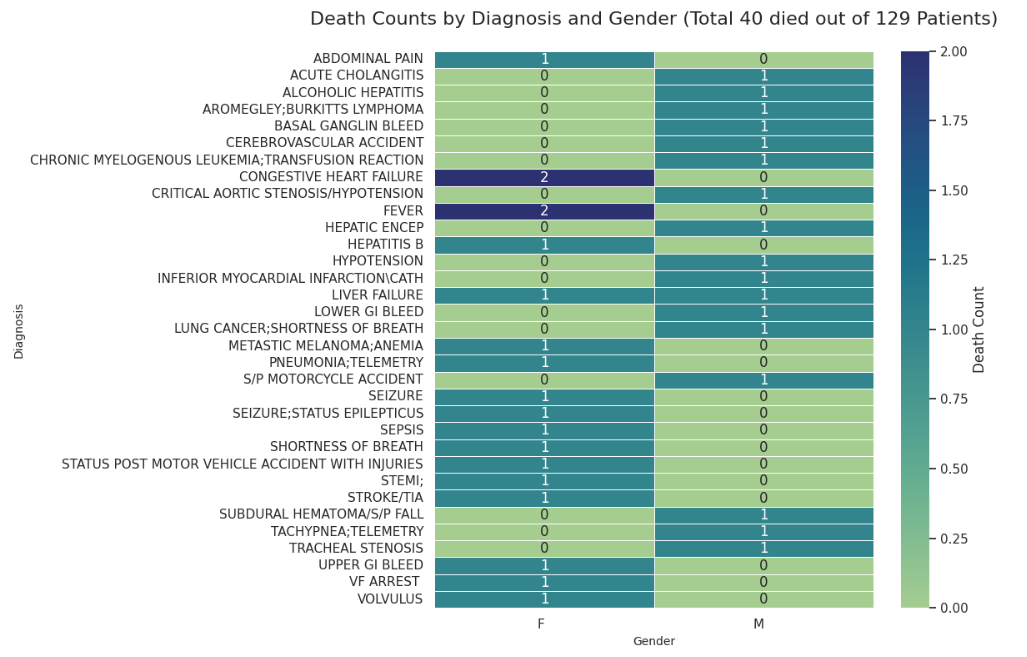 Death Counts by Diagnosis and Gender (Total 40 died out of 129 Patients)
ABDOMINAL PAIN 1 0
ACUTE CHOLANGITIS 0 1
ALCOHOLIC HEPATITIS 0 1
AROMEGLEY;BURKITTS LYMPHOMA 0 1
BASAL GANGLIN BLEED 0 1
CEREBROVASCULAR ACCIDENT 0 1
CHRONIC MYELOGENOUS LEUKEMIA;TRANSFUSION REACTION 0 1
CONGESTIVE HEART FAILURE 2 0
CRITICAL AORTIC STENOSIS/HYPOTENSION 0 1
FEVER 2 0
HEPATIC ENCEP 0 1
HEPATITIS B 1 0
HYPOTENSION 0 1
INFERIOR MYOCARDIAL INFARCTION\CATH 0 1
LIVER FAILURE 1 1
LOWER GI BLEED 0 1
LUNG CANCER;SHORTNESS OF BREATH 0 1
METASTIC MELANOMA;ANEMIA 1 0
PNEUMONIA;TELEMETRY 1 0
S/P MOTORCYCLE ACCIDENT 0 1
SEIZURE 1 0
SEIZURE;STATUS EPILEPTICUS 1 0
SEPSIS 1 0
SHORTNESS OF BREATH 1 0
STATUS POST MOTOR VEHICLE ACCIDENT WITH INJURIES 1 0
STEMI; 1 0
STROKE/TIA 1 0
SUBDURAL HEMATOMA/S/P FALL 0 1
TACHYPNEA;TELEMETRY 0 1
TRACHEAL STENOSIS 0 1
UPPER GI BLEED 1 0
VF ARREST 1 0
VOLVULUS 1 0
F M
Gender
Diagnosis
2.00
1.75
1.50
1.25
1.00
0.75
0.50
0.25
0.00
Death Count